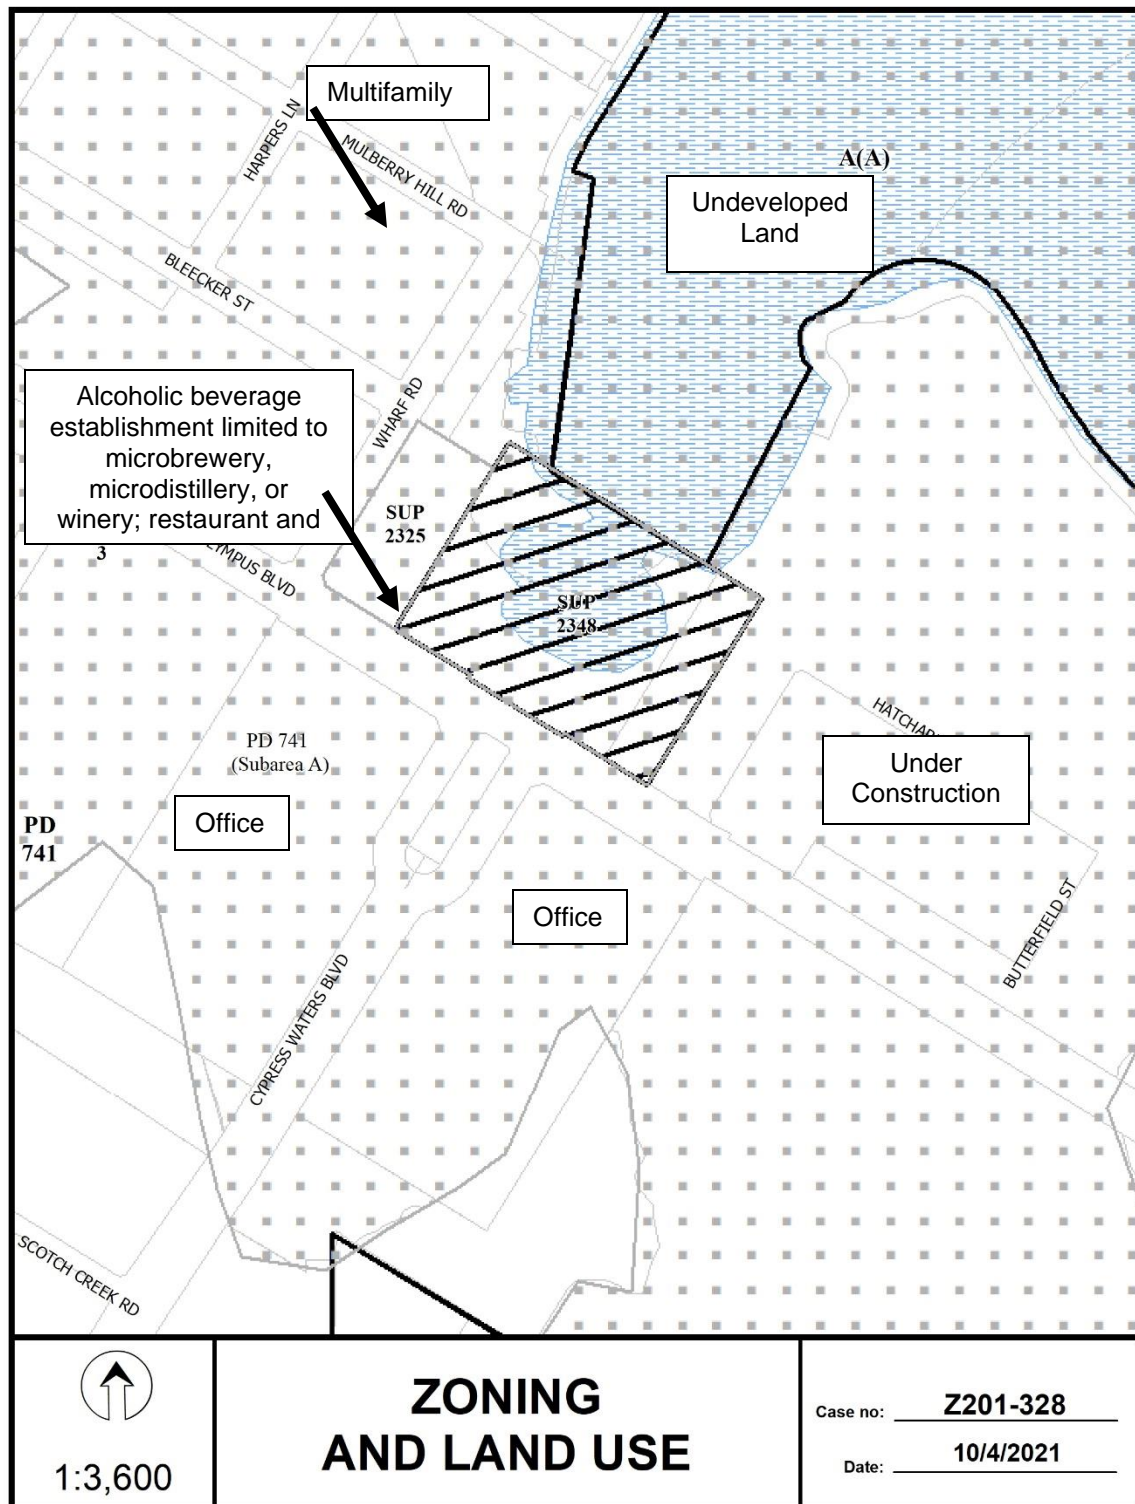 Multifamily
HARPERS LN
MULBERRY HILL RD
A(A)
Undeveloped
Land
BLEECKER ST
WHARF RD
Alcoholic beverage
establishment limited to
microbrewery,
microdistillery, or
winery; restaurant and
3
SUP
2325
YMPUS BLVD
SUP
2348
PD 741
(Subarea A)
HATCHAR
Under
Construction
Office
PD
741
Office
BUTTERFIELD ST
CYPRESS WATERS BLVD
SCOTCH CREEK RD
1:3,600
ZONING
AND LAND USE
Case no: Z201-328
Date: 10/4/2021